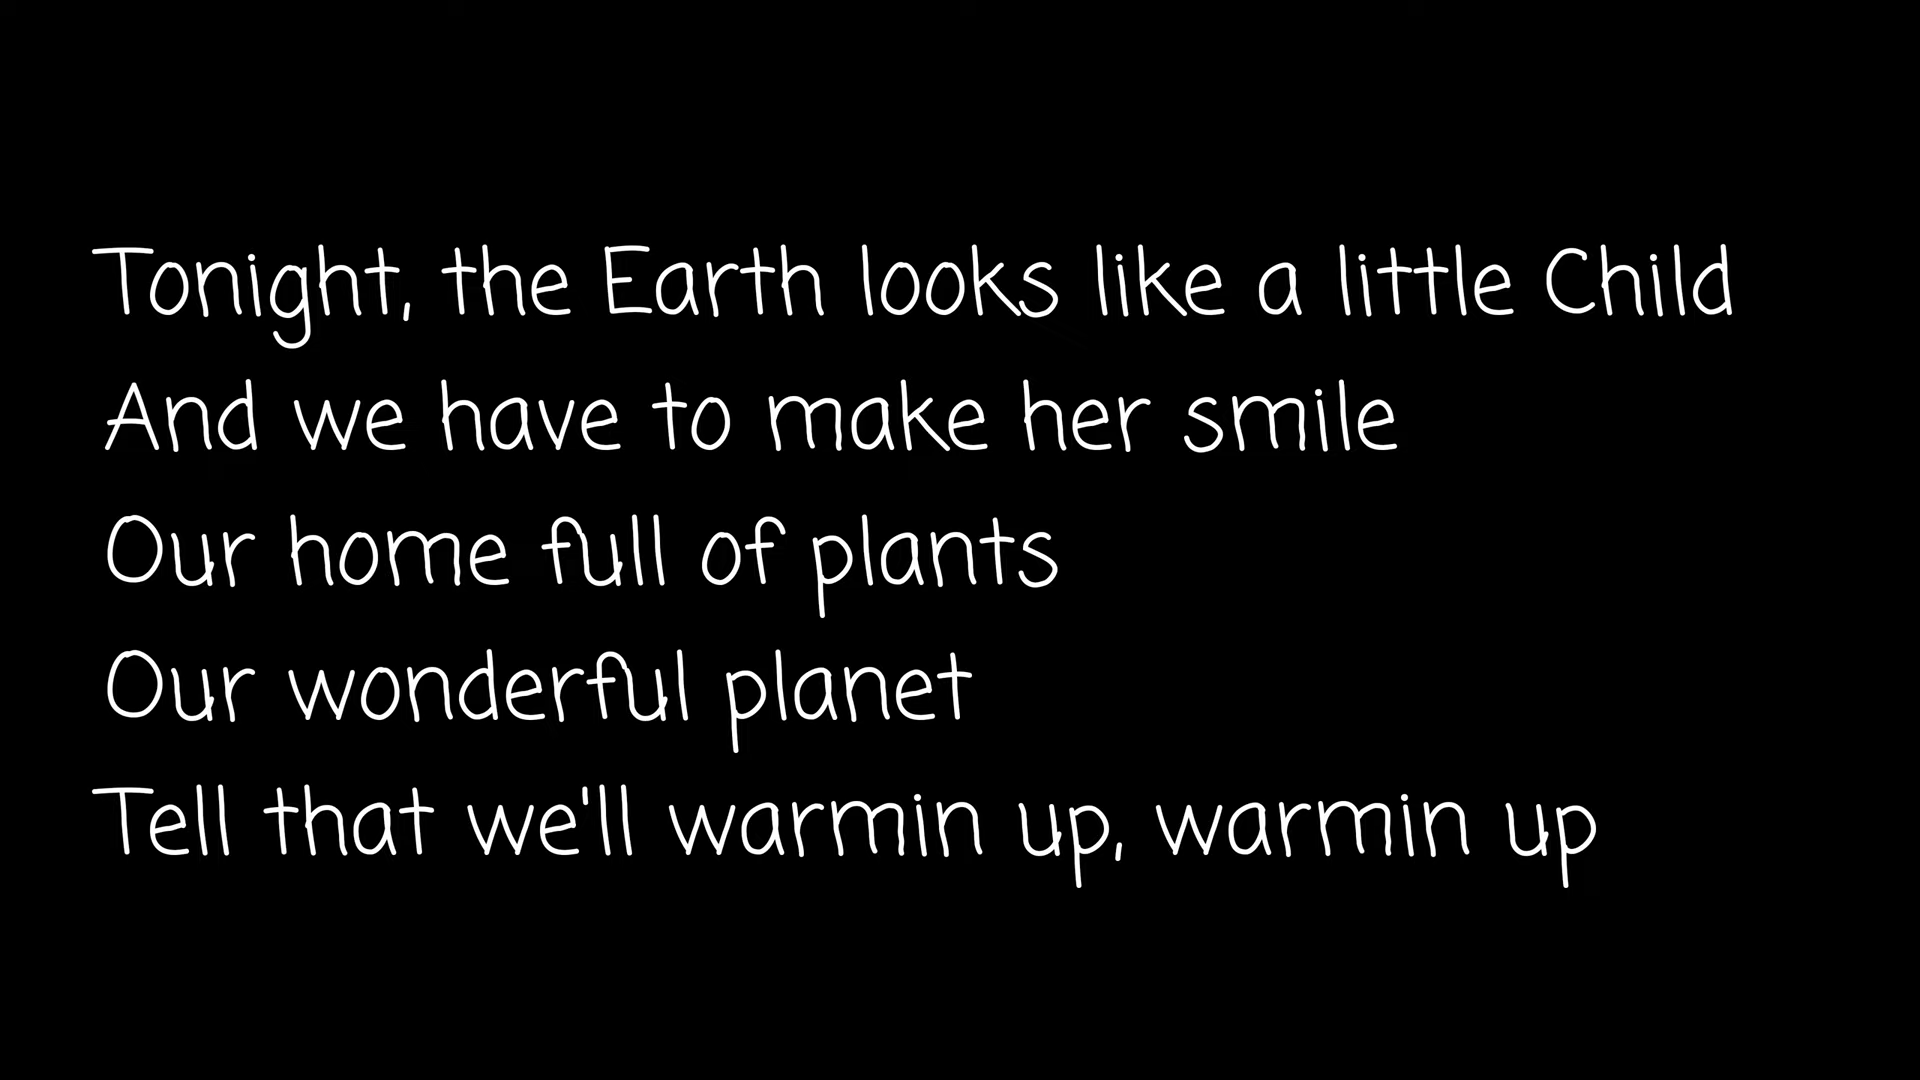 Tonight, the Earth looks like a little Child
And we have to make her smile
Our home full of plants
Our wonderful planet
Tell that we'll warmin up, warmin up